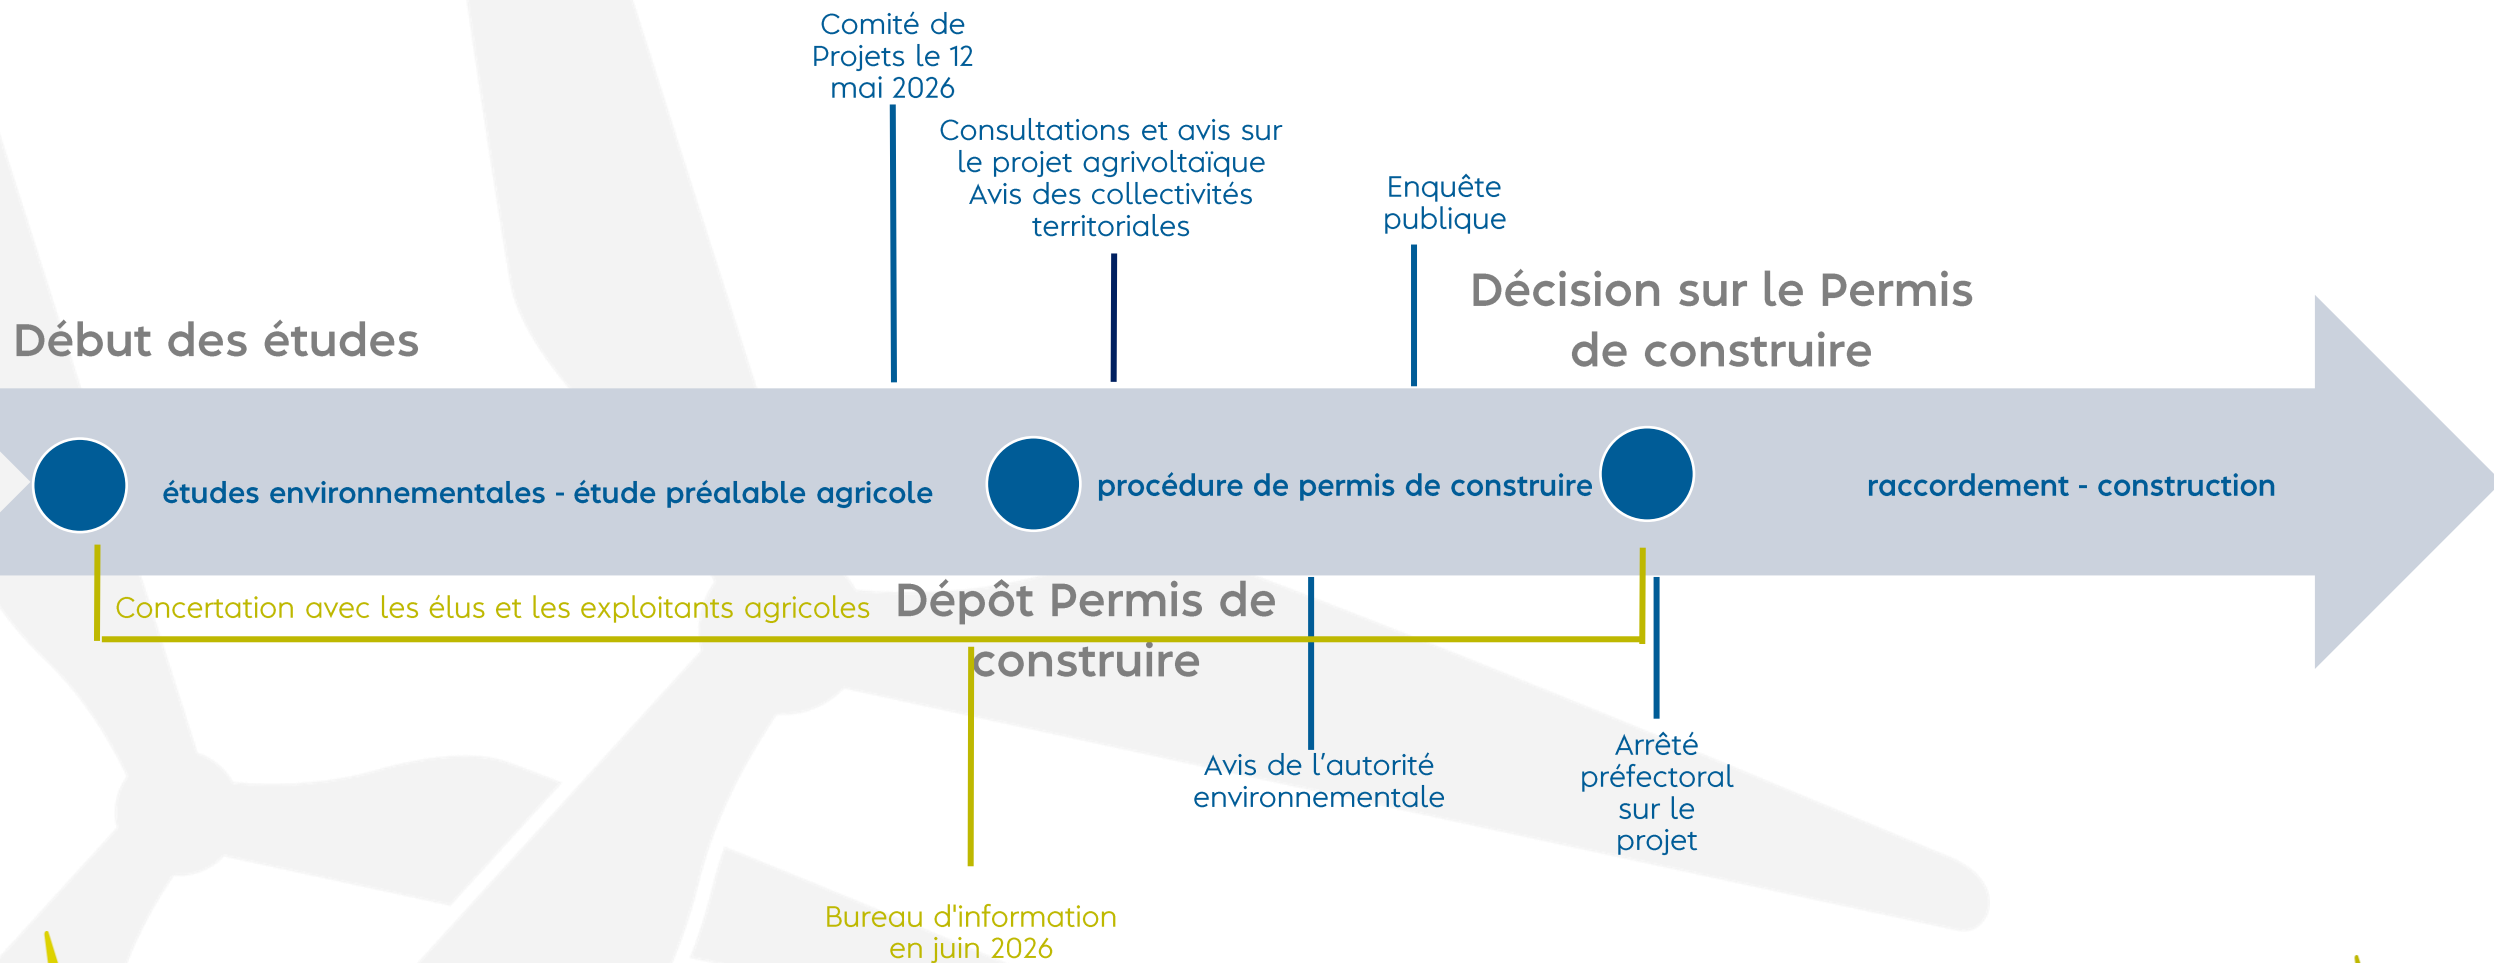 Comité de
Projets le 12
mai 2026
Consultations et avis sur
le projet agrivoltaïque
Avis des collectivités
territoriales
Enquête
publique
Décision sur le Permis
de construire
Début des études
études environnementales - étude préalable agricole
procédure de permis de construire
raccordement - construction
Concertation avec les élus et les exploitants agricoles
Dépôt Permis de
construire
Avis de l’autorité
environnementale
Arrêté
préfectoral
sur le
projet
Bureau d'information
en juin 2026